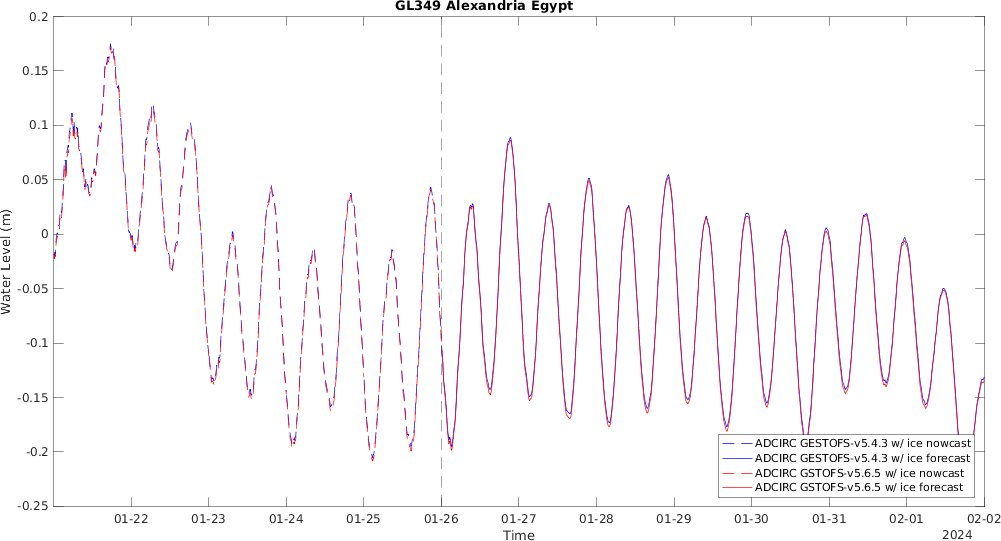 GL349 Alexandria Egypt
0.2
0.15
0.1
0.05
0
-0.05
-0.1
-0.15
-0.2
-0.25
Water Level (m)
ADCIRC GESTOFS-v5.4.3 w/ ice nowcast
ADCIRC GESTOFS-v5.4.3 w/ ice forecast
ADCIRC GSTOFS-v5.6.5 w/ ice nowcast
ADCIRC GSTOFS-v5.6.5 w/ ice forecast
01-22 01-23 01-24 01-25 01-26 01-27 01-28 01-29 01-30 01-31 02-01 02-02
Time
2024